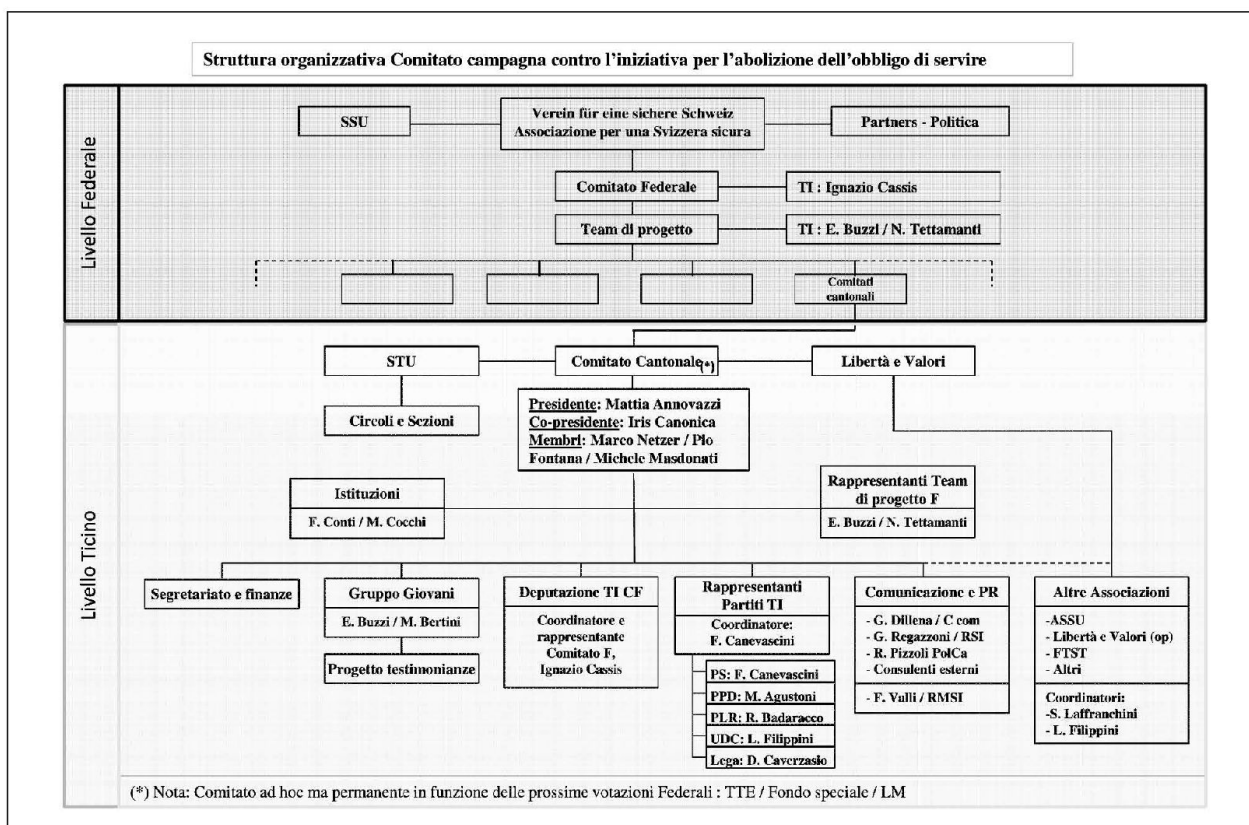 Struttura organizzativa Comitato campagna contro l'iniziativa per l'abolizione dell'obbligo di servire
Livello Federale
SSU
Verein für eine sichere Schweiz
Associazione per una Svizzera sicura
Partners - Politica
Comitato Federale
TI : Ignazio Cassis
Team di progetto
TI : E. Buzzi / N. Tettamanti
Comitati
cantonali
Livello Ticino
STU
Comitato Cantonale(*)
Libertà e Valori
Circoli e Sezioni
Presidente: Mattia Annovazzi
Co-presidente: Iris Canonica
Membri: Marco Netzer / Pio
Fontana / Michele Masdonati
Istituzioni
F. Conti / M. Cocchi
Rappresentanti Team
di progetto F
E. Buzzi / N. Tettamanti
Segretariato e finanze
Gruppo Giovani
E. Buzzi / M. Bertini
Progetto testimonianze
Deputazione TI CF
Coordinatore e
rappresentante
Comitato F,
Ignazio Cassis
Rappresentanti
Partiti TI
Coordinatore:
F. Canevascini
PS: F. Canevascini
PPD: M. Agustoni
PLR: R. Badaracco
UDC: L. Filippini
Lega: D. Caverzasio
Comunicazione e PR
- G. Dillena / C com
- G. Regazzoni / RSI
- R. Pizzoli PolCa
- Consulenti esterni
- F. Valli / RMSI
Altre Associazioni
-ASSU
- Libertà e Valori (op)
- FTST
- Altri
Coordinatori:
-S. Laffranchini
- L. Filippini
(*) Nota: Comitato ad hoc ma permanente in funzione delle prossime votazioni Federali : TTE / Fondo speciale / LM